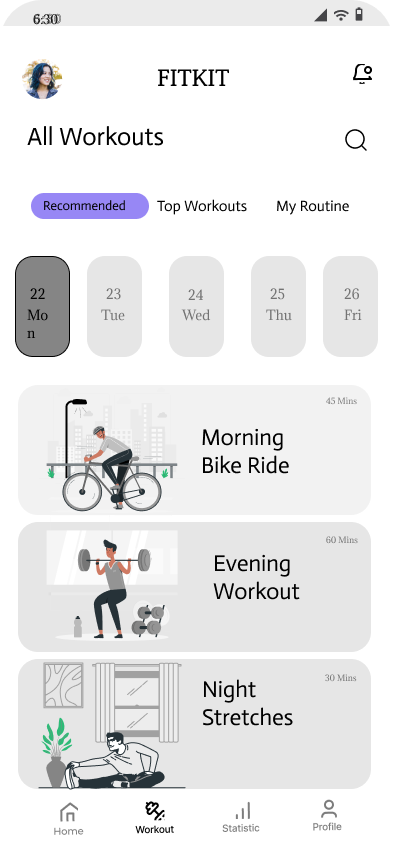 6:30
FITKIT
All Workouts
Recommended Top Workouts My Routine
22 23 24 25 26
Mo Tue Wed Thu Fri
n
45 Mins
Morning
Bike Ride
60 Mins
Evening
Workout
30 Mins
Night
Stretches
Home Workout Statistic Profile